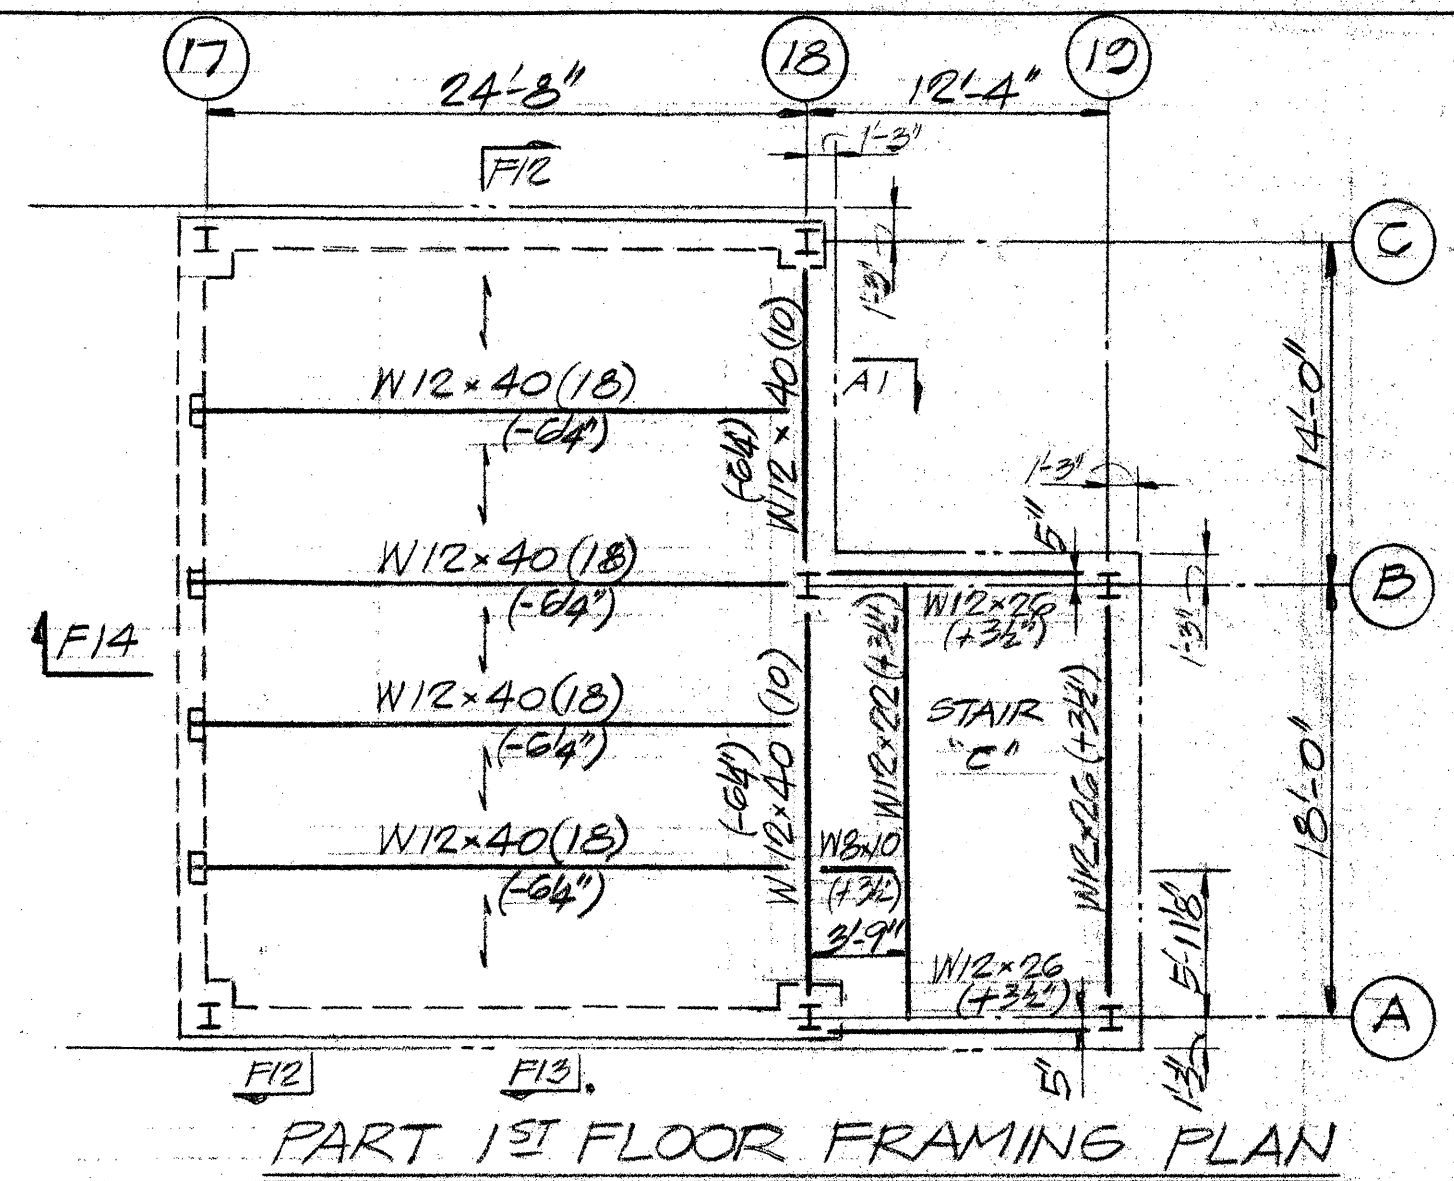 17
18
19
24'-8"
12'-4"
1'-3"
F12
C
1'-3"
W12×40(18)
(-6¼")
W12×40(10)
(-6¼")
A1
14'-0"
1'-3"
5"
W12×40(18)
(-6¼")
B
W12×26
(+3½")
1'-3"
F14
W12×40(18)
(-6¼")
W12×40(10)
(-6¼")
W12×22(+3½")
STAIR
"C"
W12×26(+3½")
18'-0"
W12×40(18)
(-6¼")
W8×10
(+3½")
3'-9"
W12×26
(+3½")
A
F12
F13
5"
1'-3"
PART 1ST FLOOR FRAMING PLAN